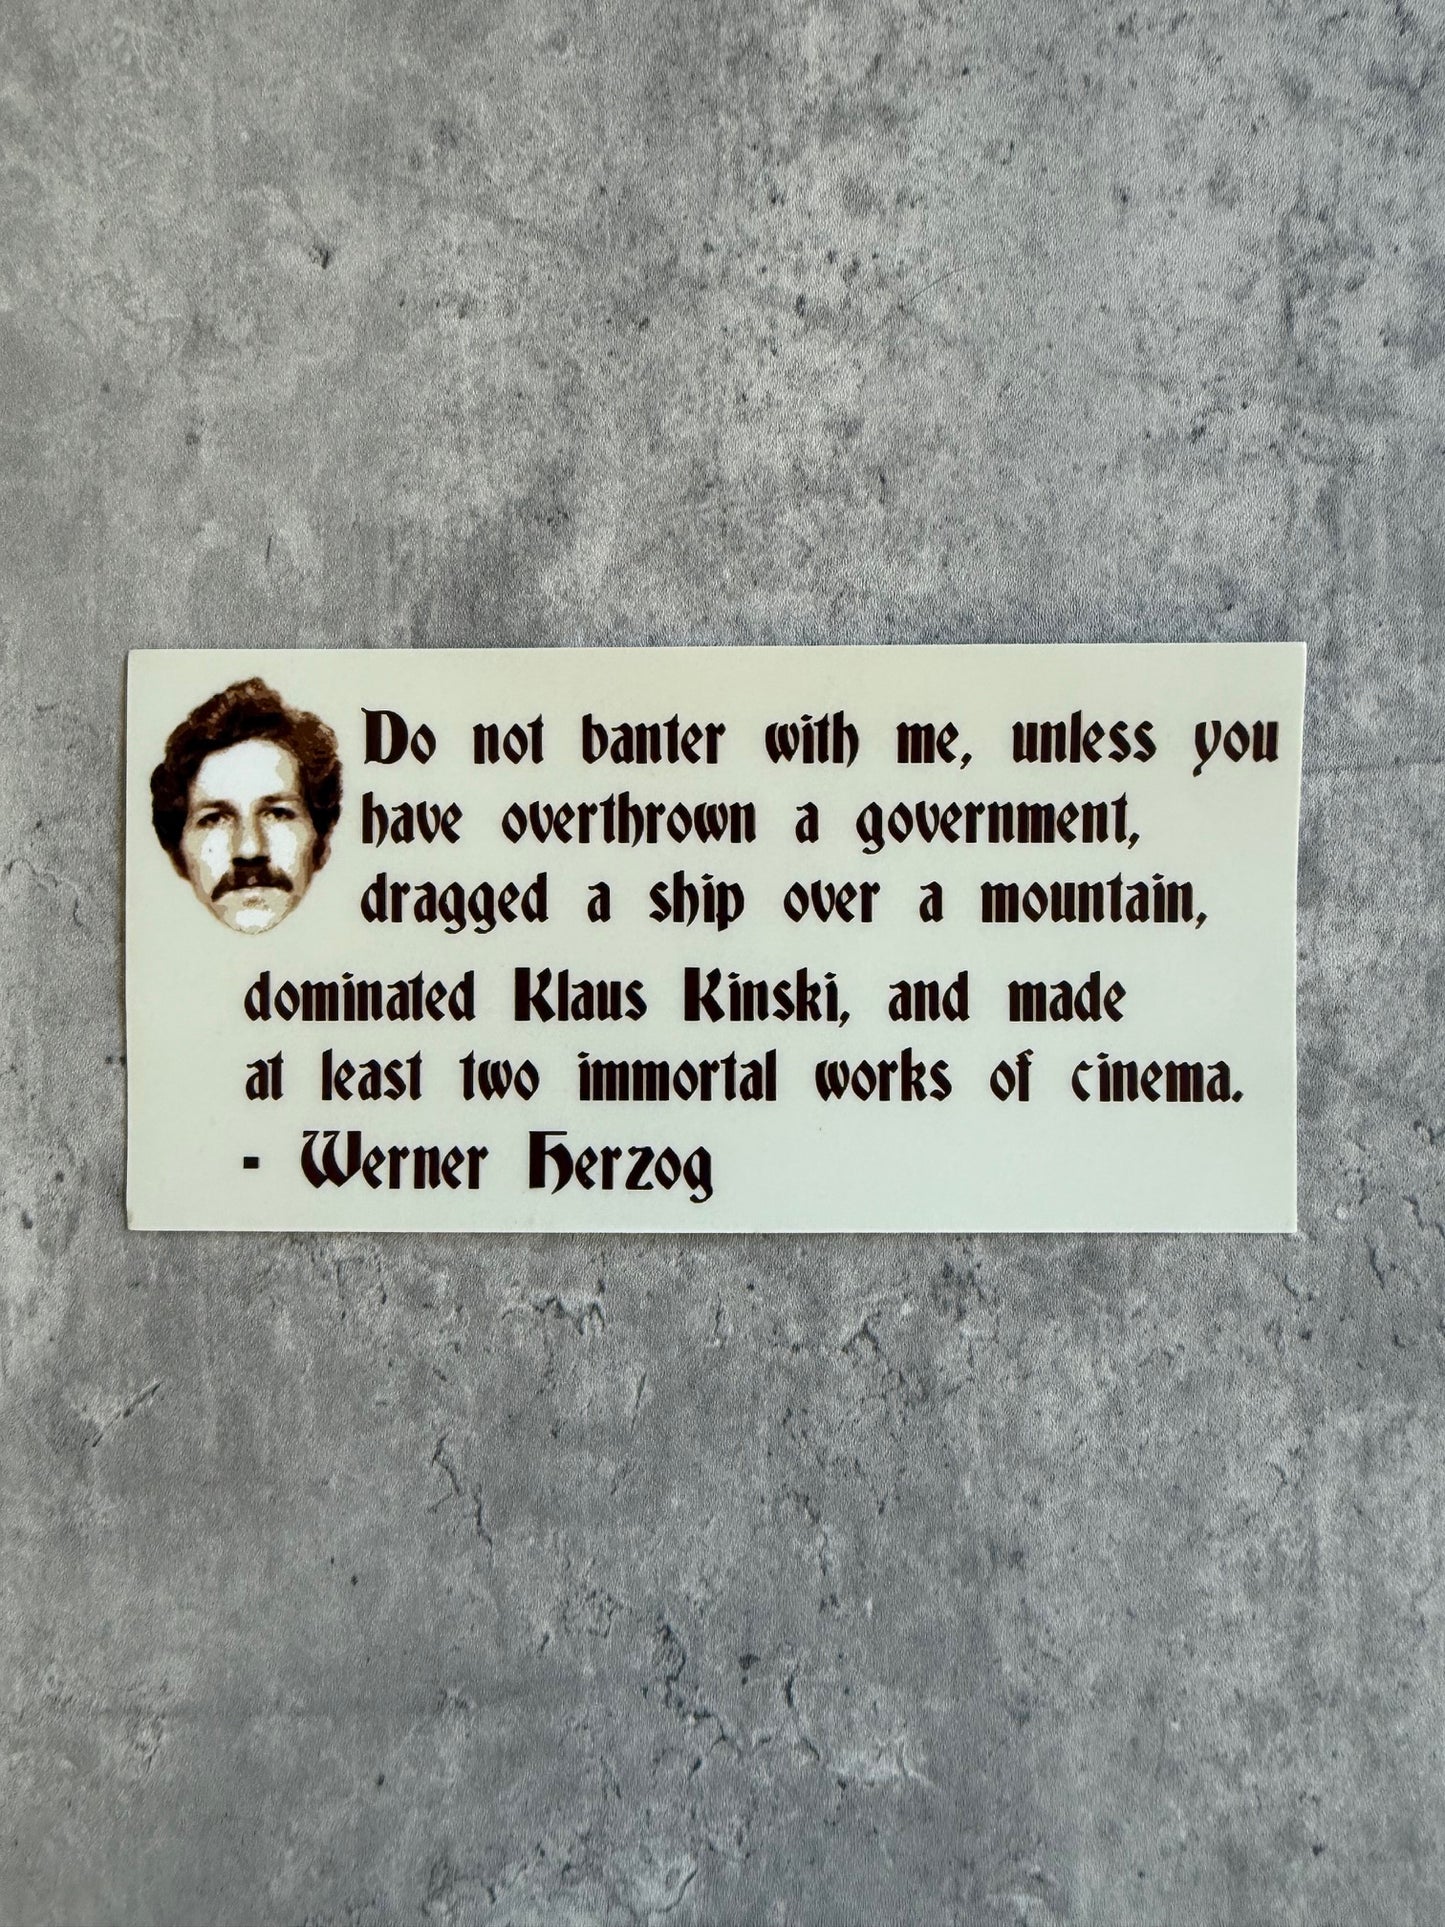 Do not banter with me, unless you
have overthrown a government,
dragged a ship over a mountain,
dominated Klaus Kinski, and made
at least two immortal works of cinema.
- Werner Herzog